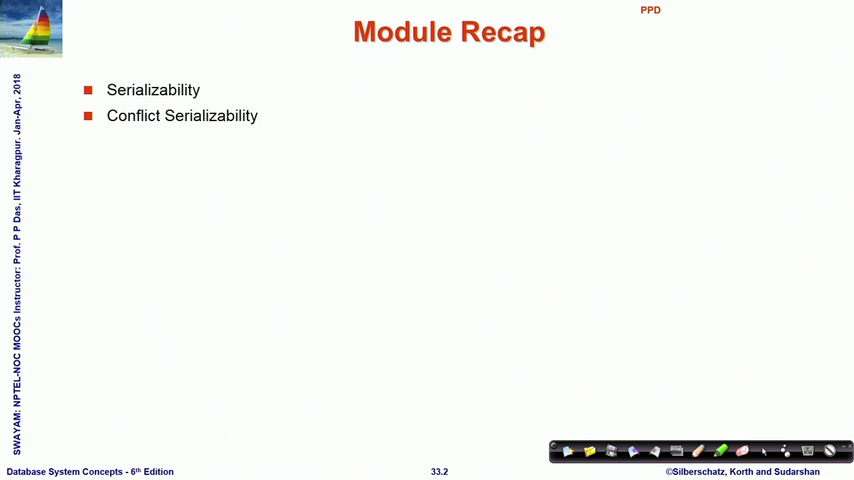 PPD
Module Recap
Serializability
Conflict Serializability
SWAYAM: NPTEL-NOC MOOCs Instructor: Prof. P P Das, IIT Kharagpur. Jan-Apr, 2018
Database System Concepts - 6th Edition
33.2
©Silberschatz, Korth and Sudarshan